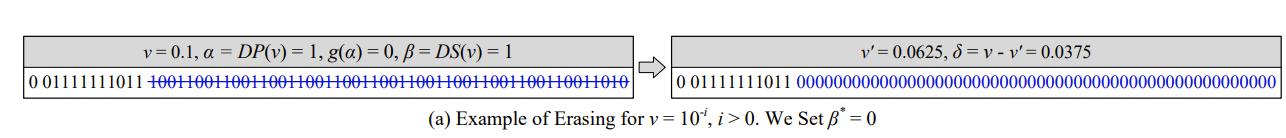 v = 0.1, α = DP(v) = 1, g(α) = 0, β = DS(v) = 1
0 01111111011 1001100110011001100110011001100110011001100110011010
v' = 0.0625, δ = v - v' = 0.0375
0 01111111011 0000000000000000000000000000000000000000000000000000
(a) Example of Erasing for v = 10⁻ⁱ, i > 0. We Set β* = 0